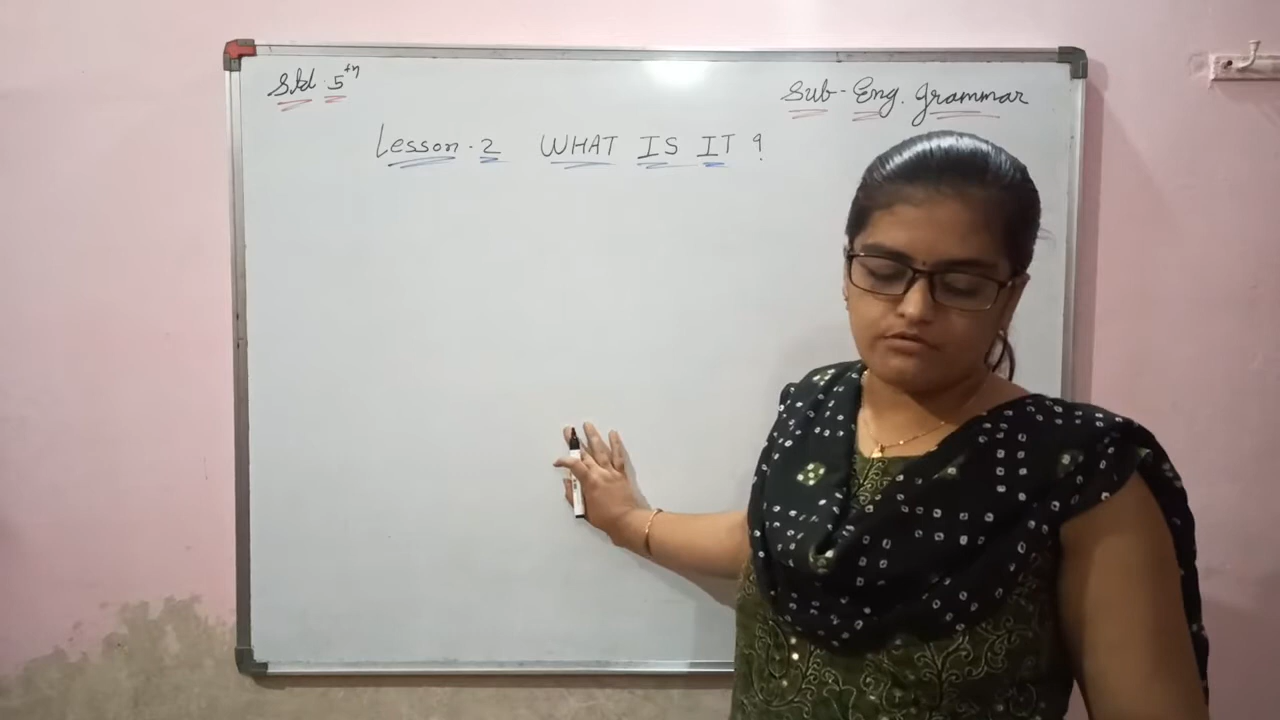 Std. 5th
Sub- Eng. Grammar
Lesson. 2 WHAT IS IT ?